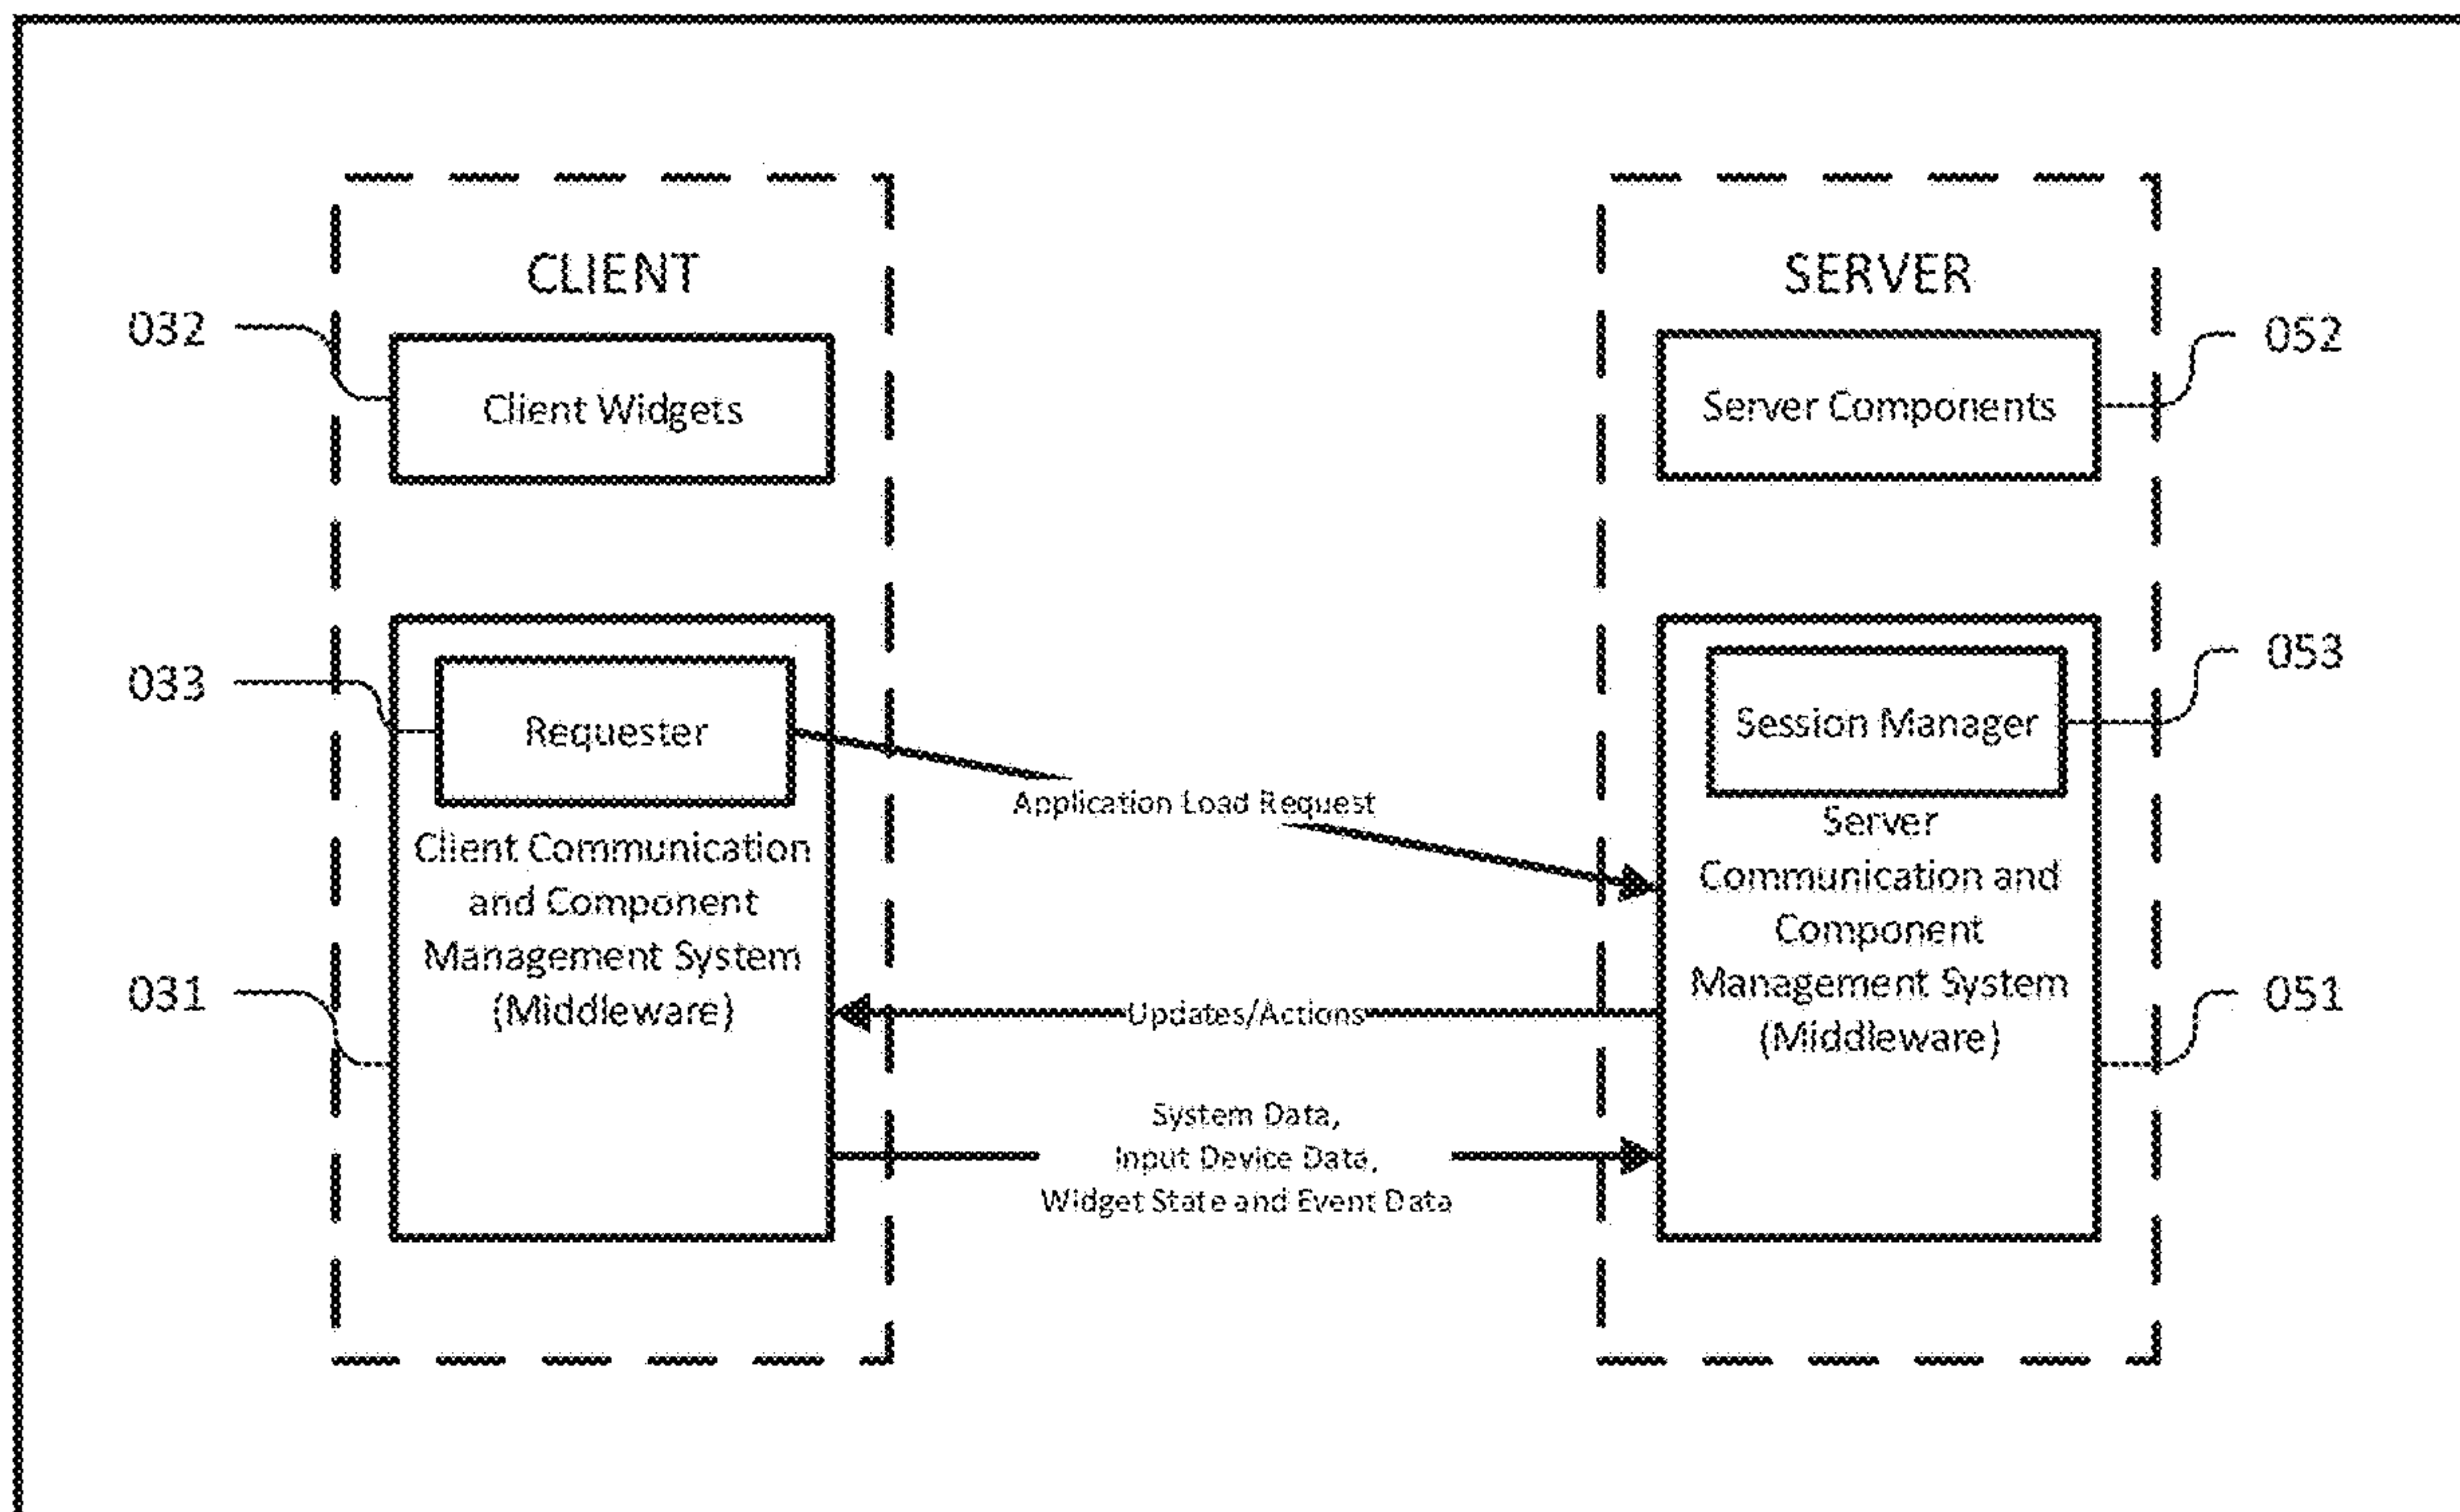 CLIENT
SERVER
032
052
Client Widgets
Server Components
033
053
Requester
Session Manager
Application Load Request
Client Communication
and Component
Management System
(Middleware)
Server
Communication and
Component
Management System
(Middleware)
031
051
Updates/Actions
System Data,
Input Device Data,
Widget State and Event Data